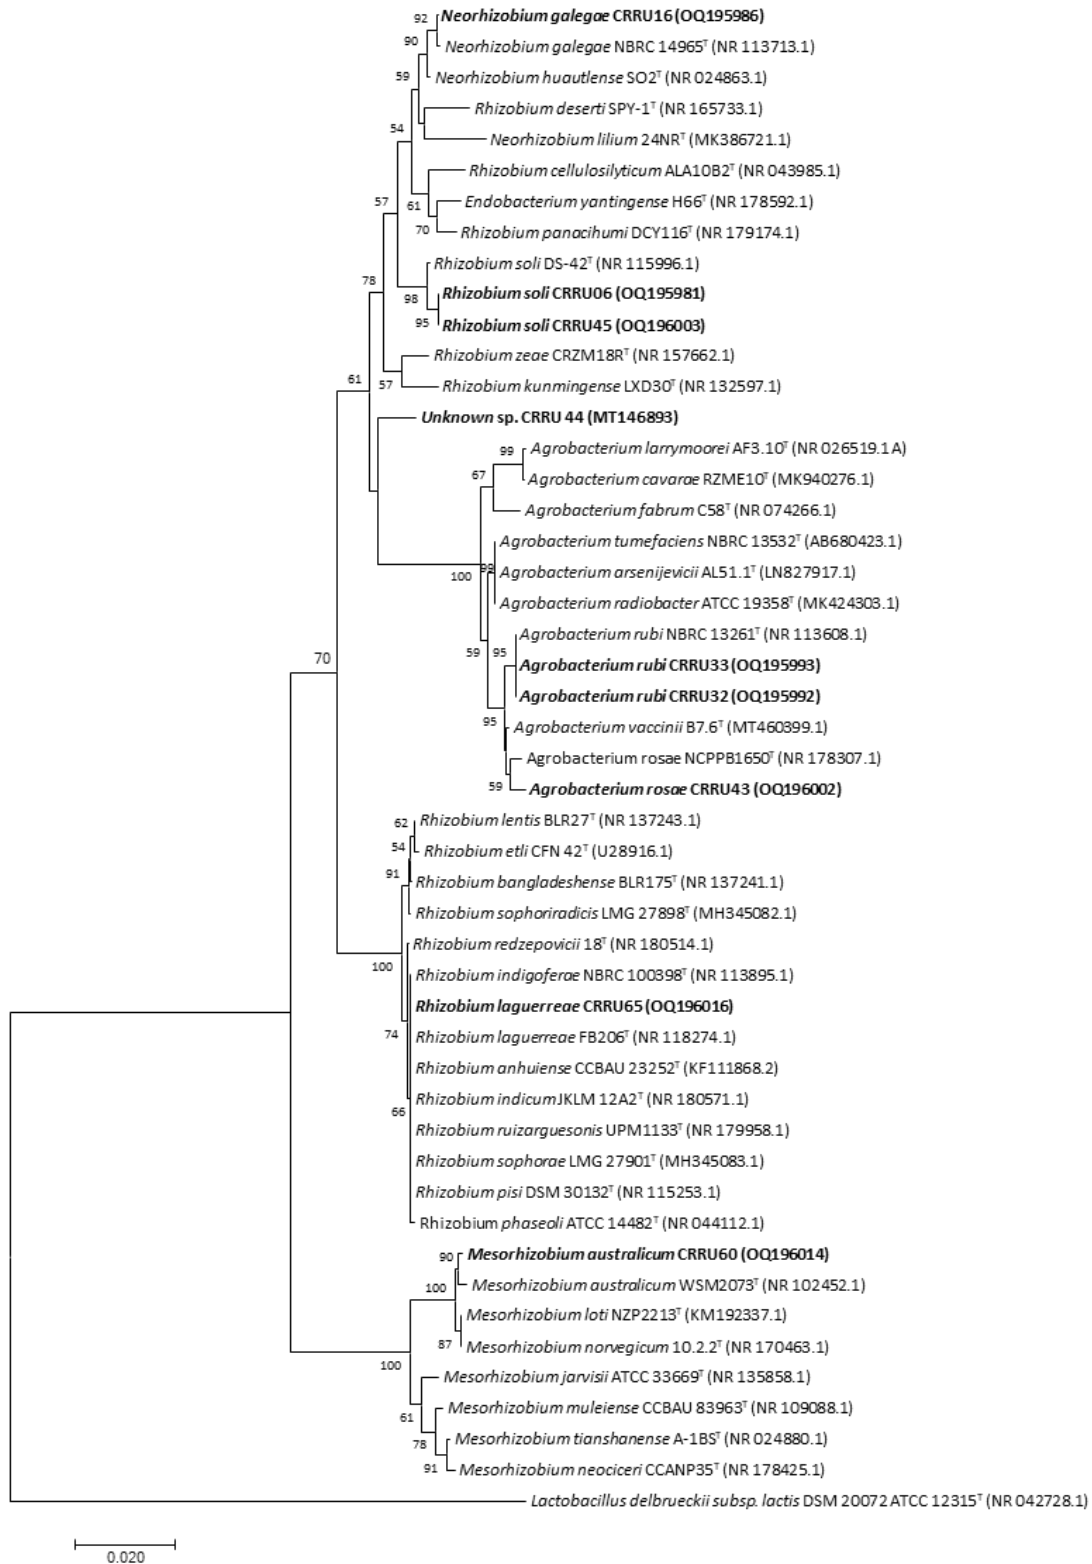 92 Neorhizobium galegae CRRU16 (OQ195986)
90 Neorhizobium galegae NBRC 14965ᵀ (NR 113713.1)
59 Neorhizobium huautlense SO2ᵀ (NR 024863.1)
Rhizobium deserti SPY-1ᵀ (NR 165733.1)
54
Neorhizobium lilium 24NRᵀ (MK386721.1)
Rhizobium cellulosilyticum ALA10B2ᵀ (NR 043985.1)
57 61 Endobacterium yantingense H66ᵀ (NR 178592.1)
70 Rhizobium panacihumi DCY116ᵀ (NR 179174.1)
Rhizobium soli DS-42ᵀ (NR 115996.1)
78 98 Rhizobium soli CRRU06 (OQ195981)
95 Rhizobium soli CRRU45 (OQ196003)
Rhizobium zeae CRZM18Rᵀ (NR 157662.1)
61 57 Rhizobium kunmingense LXD30ᵀ (NR 132597.1)
Unknown sp. CRRU 44 (MT146893)
99 Agrobacterium larrymoorei AF3.10ᵀ (NR 026519.1A)
67 Agrobacterium cavarae RZME10ᵀ (MK940276.1)
Agrobacterium fabrum C58ᵀ (NR 074266.1)
Agrobacterium tumefaciens NBRC 13532ᵀ (AB680423.1)
100 99 Agrobacterium arsenijevicii AL51.1ᵀ (LN827917.1)
Agrobacterium radiobacter ATCC 19358ᵀ (MK424303.1)
Agrobacterium rubi NBRC 13261ᵀ (NR 113608.1)
70 59 95 Agrobacterium rubi CRRU33 (OQ195993)
Agrobacterium rubi CRRU32 (OQ195992)
95 Agrobacterium vaccinii B7.6ᵀ (MT460399.1)
Agrobacterium rosae NCPPB1650ᵀ (NR 178307.1)
59 Agrobacterium rosae CRRU43 (OQ196002)
62 Rhizobium lentis BLR27ᵀ (NR 137243.1)
54 Rhizobium etli CFN 42ᵀ (U28916.1)
91 Rhizobium bangladeshense BLR175ᵀ (NR 137241.1)
Rhizobium sophoriradicis LMG 27898ᵀ (MH345082.1)
Rhizobium redzepovicii 18ᵀ (NR 180514.1)
100 Rhizobium indigoferae NBRC 100398ᵀ (NR 113895.1)
Rhizobium laguerreae CRRU65 (OQ196016)
74 Rhizobium laguerreae FB206ᵀ (NR 118274.1)
Rhizobium anhuiense CCBAU 23252ᵀ (KF111868.2)
66 Rhizobium indicumJKLM 12A2ᵀ (NR 180571.1)
Rhizobium ruizarguesonis UPM1133ᵀ (NR 179958.1)
Rhizobium sophorae LMG 27901ᵀ (MH345083.1)
Rhizobium pisi DSM 30132ᵀ (NR 115253.1)
Rhizobium phaseoli ATCC 14482ᵀ (NR 044112.1)
90 Mesorhizobium australicum CRRU60 (OQ196014)
100 Mesorhizobium australicum WSM2073ᵀ (NR 102452.1)
Mesorhizobium loti NZP2213ᵀ (KM192337.1)
87 Mesorhizobium norvegicum 10.2.2ᵀ (NR 170463.1)
100 Mesorhizobium jarvisii ATCC 33669ᵀ (NR 135858.1)
61 Mesorhizobium muleiense CCBAU 83963ᵀ (NR 109088.1)
78 Mesorhizobium tianshanense A-1BSᵀ (NR 024880.1)
91 Mesorhizobium neociceri CCANP35ᵀ (NR 178425.1)
Lactobacillus delbrueckii subsp. lactis DSM 20072 ATCC 12315ᵀ (NR 042728.1)
0.020